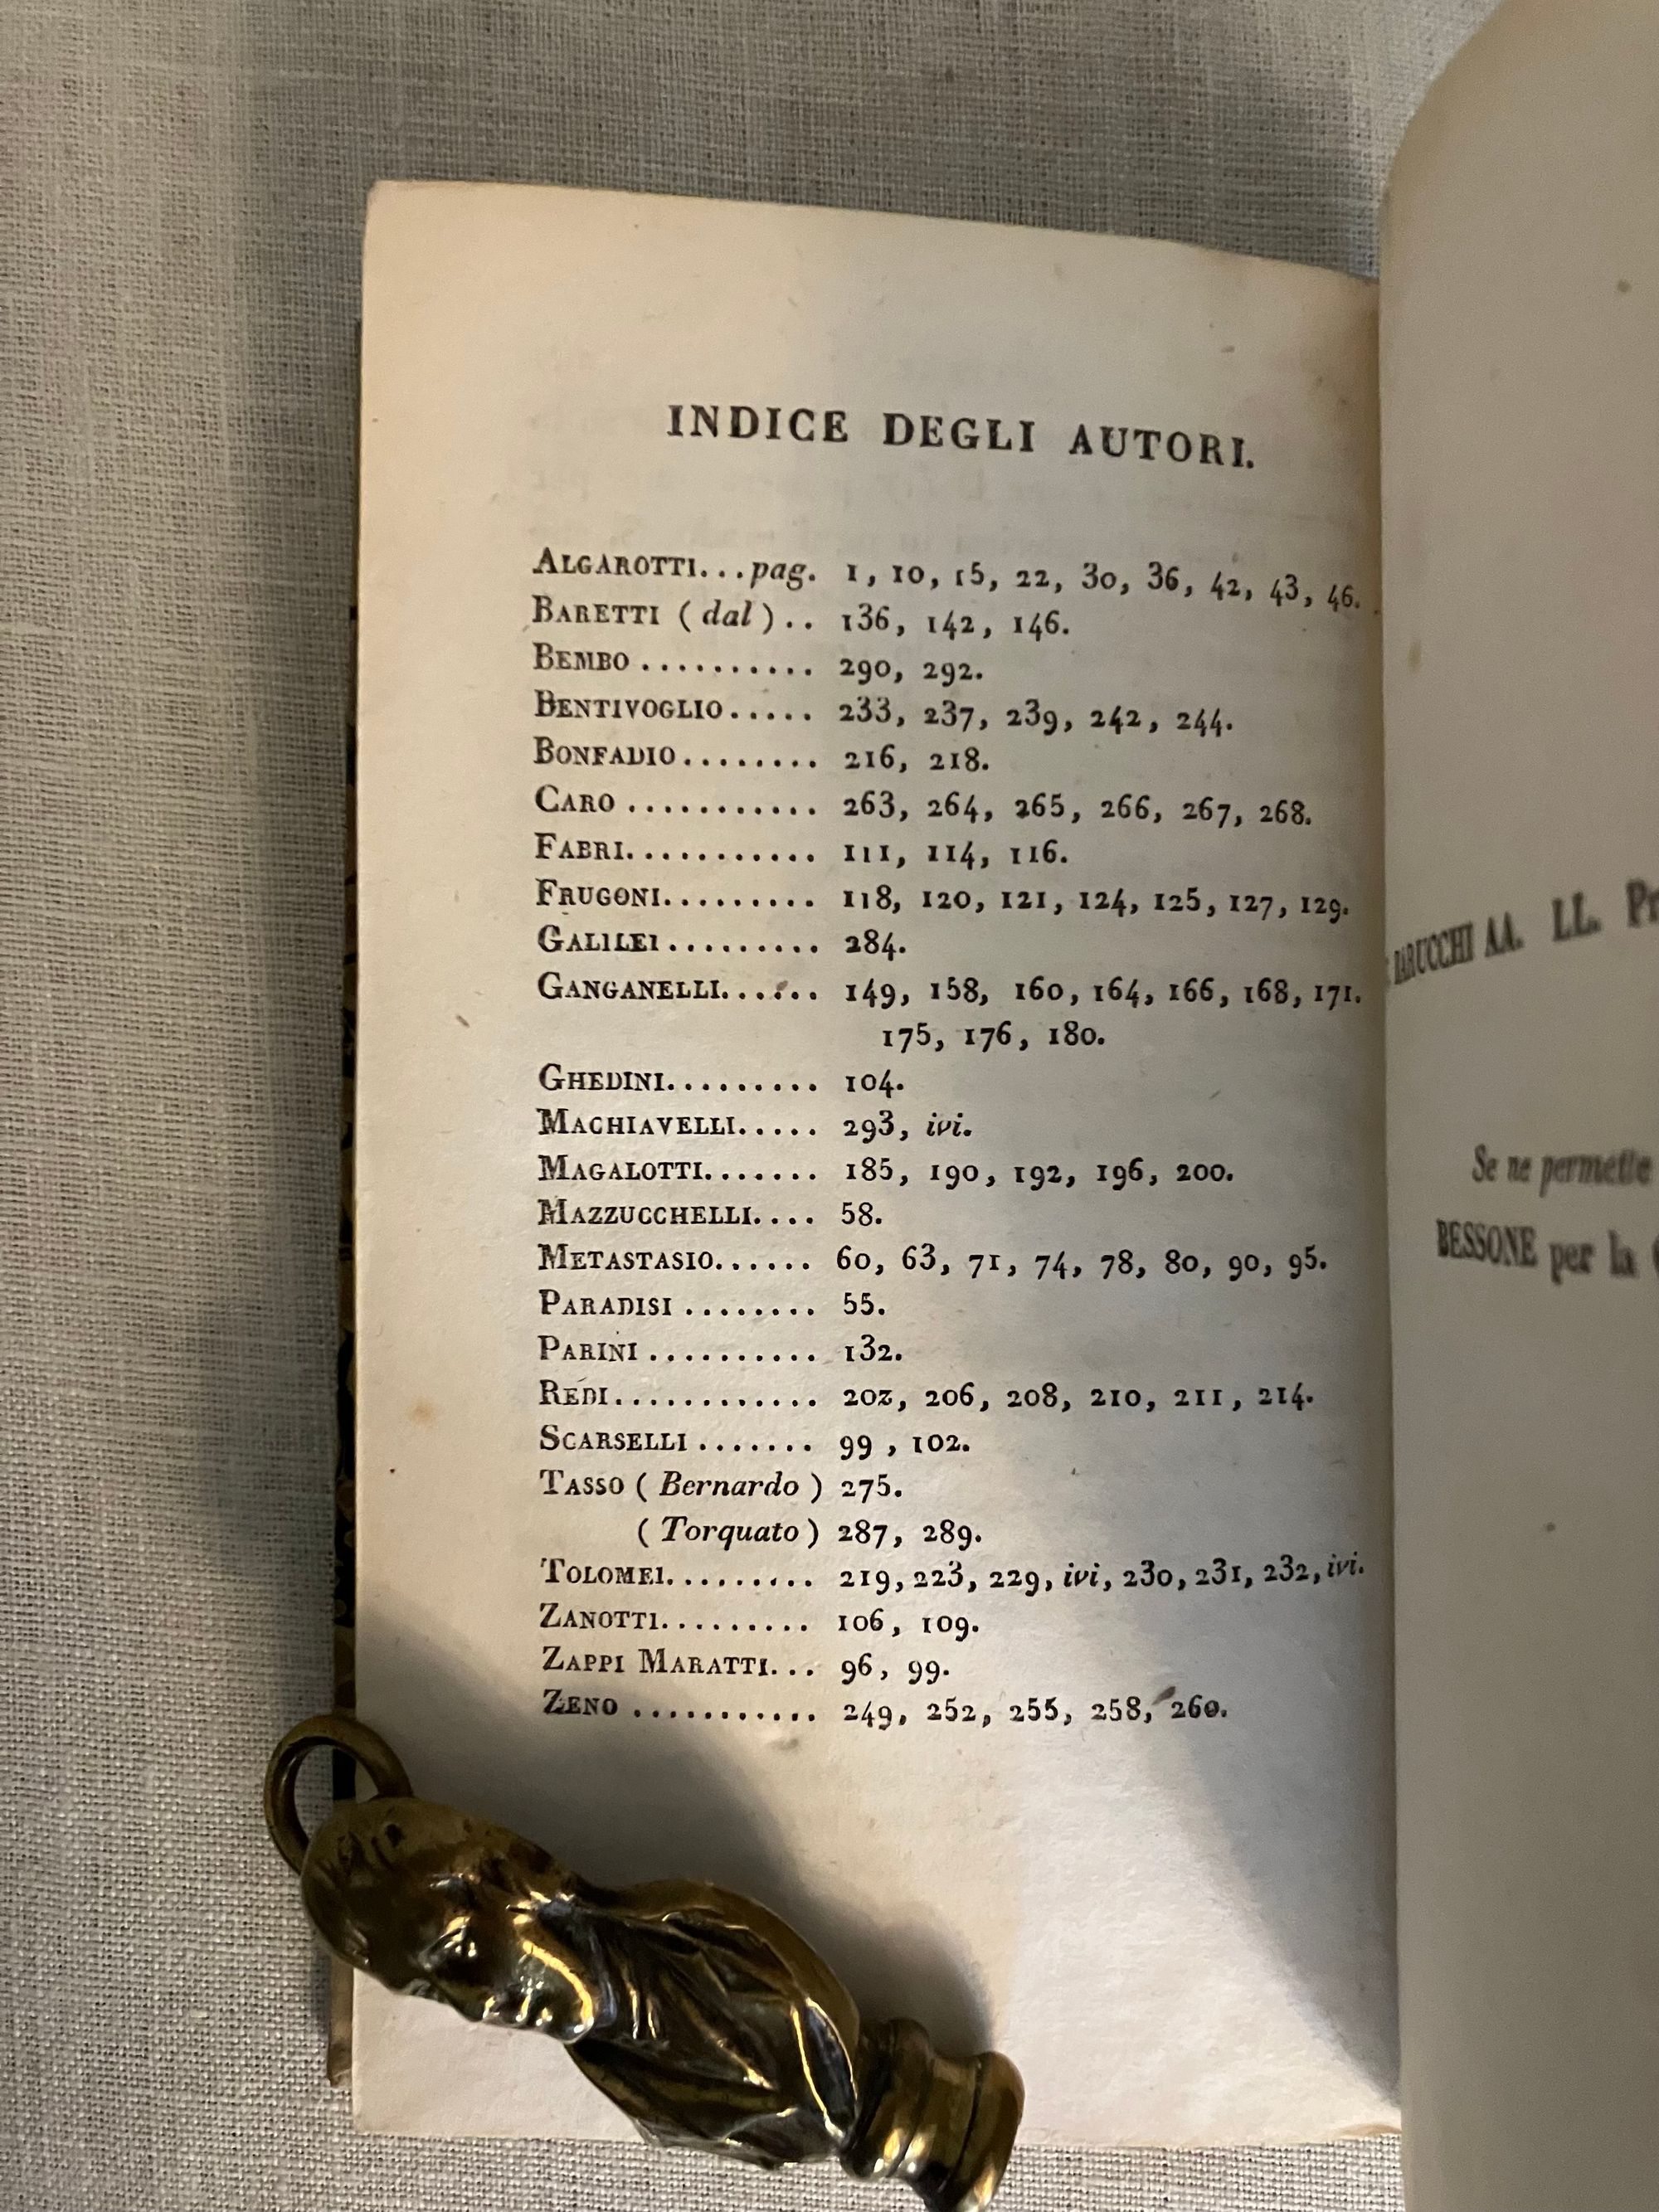 INDICE DEGLI AUTORI.
ALGAROTTI...pag. 1, 10, 15, 22, 30, 36, 42, 43, 46.
BARETTI (dal).. 136, 142, 146.
BEMBO .......... 290, 292.
BENTIVOGLIO..... 233, 237, 239, 242, 244.
BONFADIO........ 216, 218.
CARO ........... 263, 264, 265, 266, 267, 268.
FABRI........... 111, 114, 116.
FRUGONI......... 118, 120, 121, 124, 125, 127, 129.
GALILEI......... 284.
GANGANELLI...... 149, 158, 160, 164, 166, 168, 171.
175, 176, 180.
GHEDINI......... 104.
MACHIAVELLI..... 293, ivi.
MAGALOTTI....... 185, 190, 192, 196, 200.
MAZZUCCHELLI.... 58.
METASTASIO...... 60, 63, 71, 74, 78, 80, 90, 95.
PARADISI ........ 55.
PARINI .......... 132.
REDI............ 202, 206, 208, 210, 211, 214.
SCARSELLI ....... 99, 102.
TASSO (Bernardo) 275.
(Torquato) 287, 289.
TOLOMEI......... 219, 223, 229, ivi, 230, 231, 232, ivi.
ZANOTTI......... 106, 109.
ZAPPI MARATTI... 96, 99.
ZENO ........... 249, 252, 255, 258, 260.
BARUCCHI AA. LL.
Se ne permette
BESSONE per la